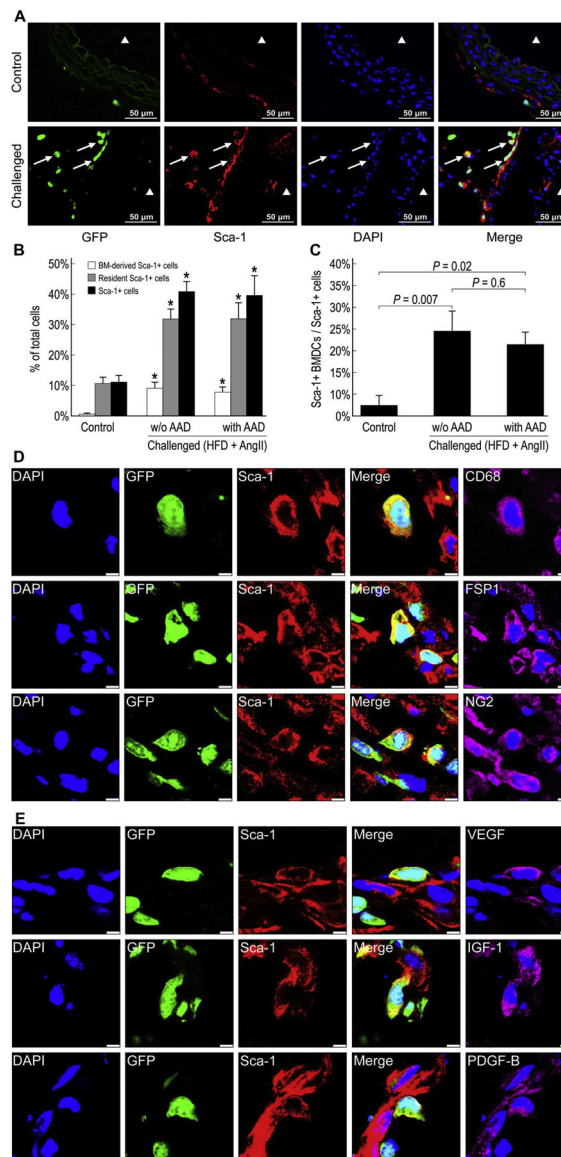 A
Control
50 µm
50 µm
50 µm
50 µm
Challenged
50 µm
50 µm
50 µm
50 µm
GFP
Sca-1
DAPI
Merge
B
% of total cells
50%
40%
30%
20%
10%
0%
BM-derived Sca-1+ cells
Resident Sca-1+ cells
Sca-1+ cells
* * * * * *
Control
w/o AAD
with AAD
Challenged (HFD + AngII)
C
Sca-1+ BMDCs / Sca-1+ cells
40%
35%
30%
25%
20%
15%
10%
10%
0%
P = 0.02
P = 0.007
P = 0.6
Control
w/o AAD
with AAD
Challenged (HFD + AngII)
D
DAPI
GFP
Sca-1
Merge
CD68
DAPI
GFP
Sca-1
Merge
FSP1
DAPI
GFP
Sca-1
Merge
NG2
E
DAPI
GFP
Sca-1
Merge
VEGF
DAPI
GFP
Sca-1
Merge
IGF-1
DAPI
GFP
Sca-1
Merge
PDGF-B